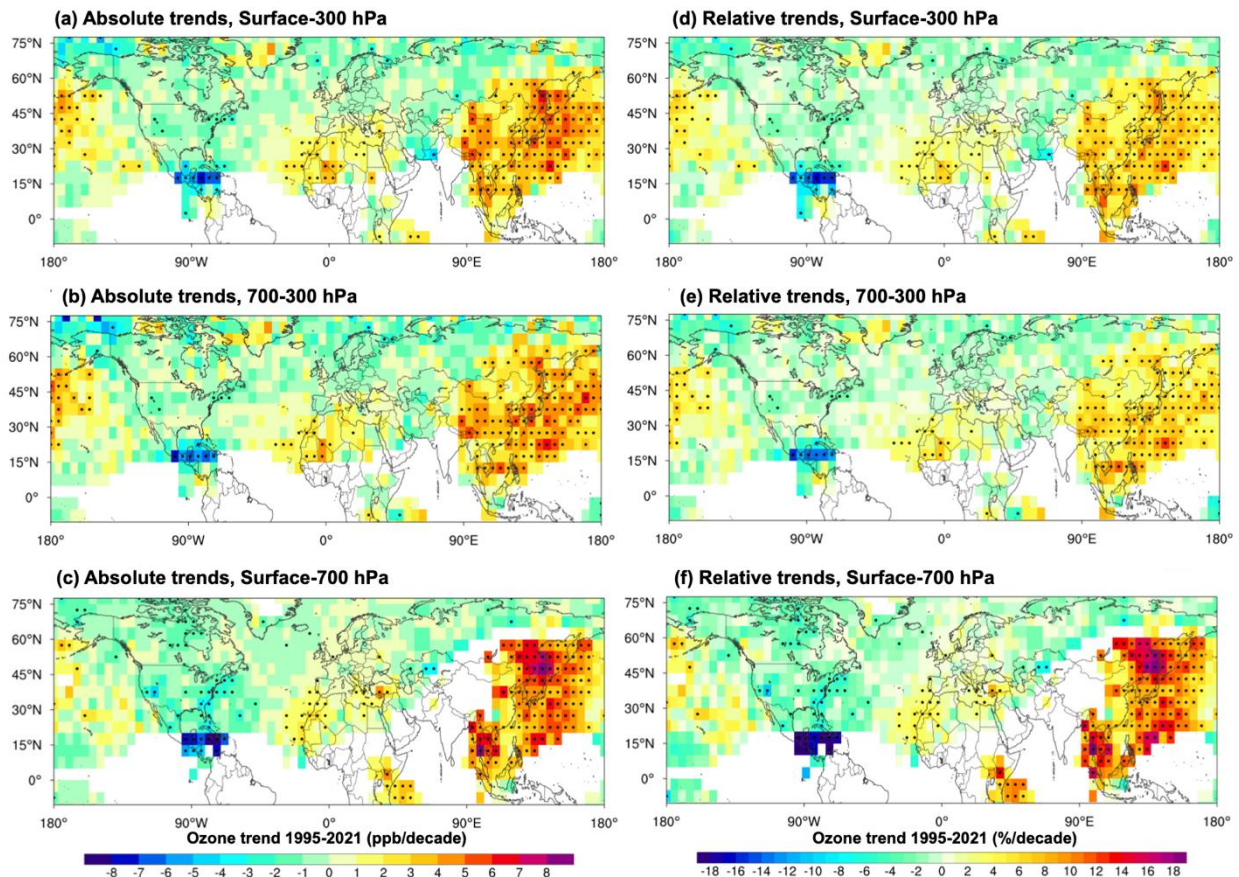 (a) Absolute trends, Surface-300 hPa
(d) Relative trends, Surface-300 hPa
75°N
60°N
45°N
30°N
15°N
0°
180°
90°W
0°
90°E
180°
75°N
60°N
45°N
30°N
15°N
0°
180°
90°W
0°
90°E
180°
(b) Absolute trends, 700-300 hPa
(e) Relative trends, 700-300 hPa
75°N
60°N
45°N
30°N
15°N
0°
180°
90°W
0°
90°E
180°
75°N
60°N
45°N
30°N
15°N
0°
180°
90°W
0°
90°E
180°
(c) Absolute trends, Surface-700 hPa
(f) Relative trends, Surface-700 hPa
75°N
60°N
45°N
30°N
15°N
0°
180°
90°W
0°
90°E
180°
75°N
60°N
45°N
30°N
15°N
0°
180°
90°W
0°
90°E
180°
Ozone trend 1995-2021 (ppb/decade)
Ozone trend 1995-2021 (%/decade)
-8 -7 -6 -5 -4 -3 -2 -1 0 1 2 3 4 5 6 7 8
-18 -16 -14 -12 -10 -8 -6 -4 -2 0 2 4 6 8 10 12 14 16 18